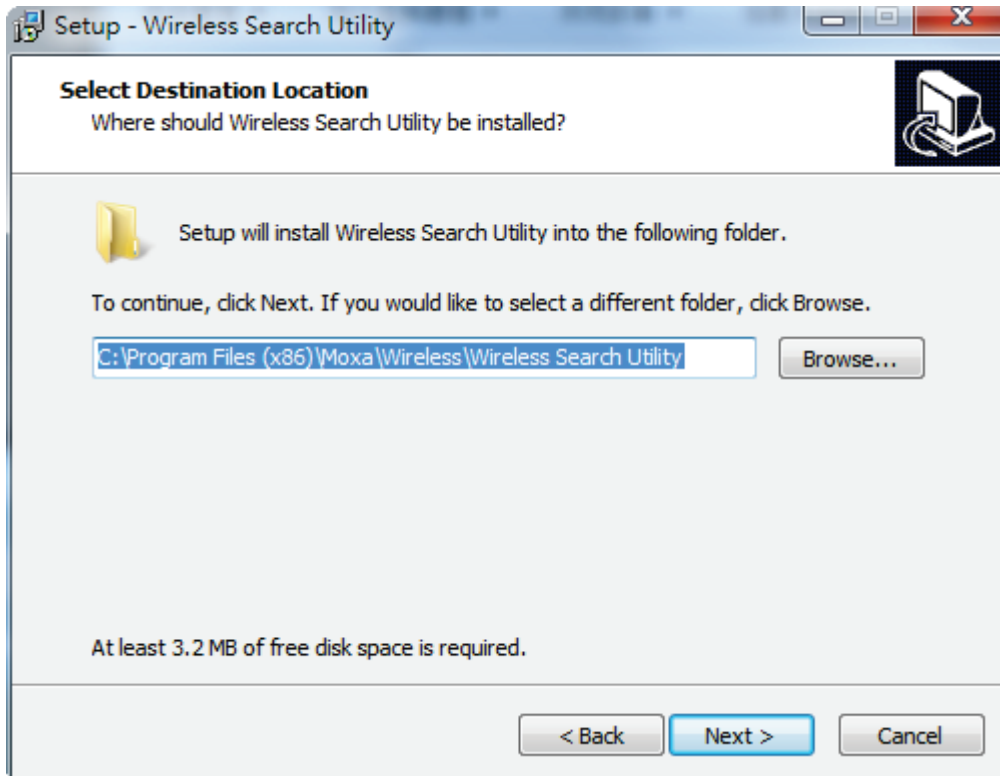 Setup - Wireless Search Utility
Select Destination Location
Where should Wireless Search Utility be installed?
Setup will install Wireless Search Utility into the following folder.
To continue, click Next. If you would like to select a different folder, click Browse.
C:\Program Files (x86)\Moxa\Wireless\Wireless Search Utility
Browse...
At least 3.2 MB of free disk space is required.
< Back
Next >
Cancel